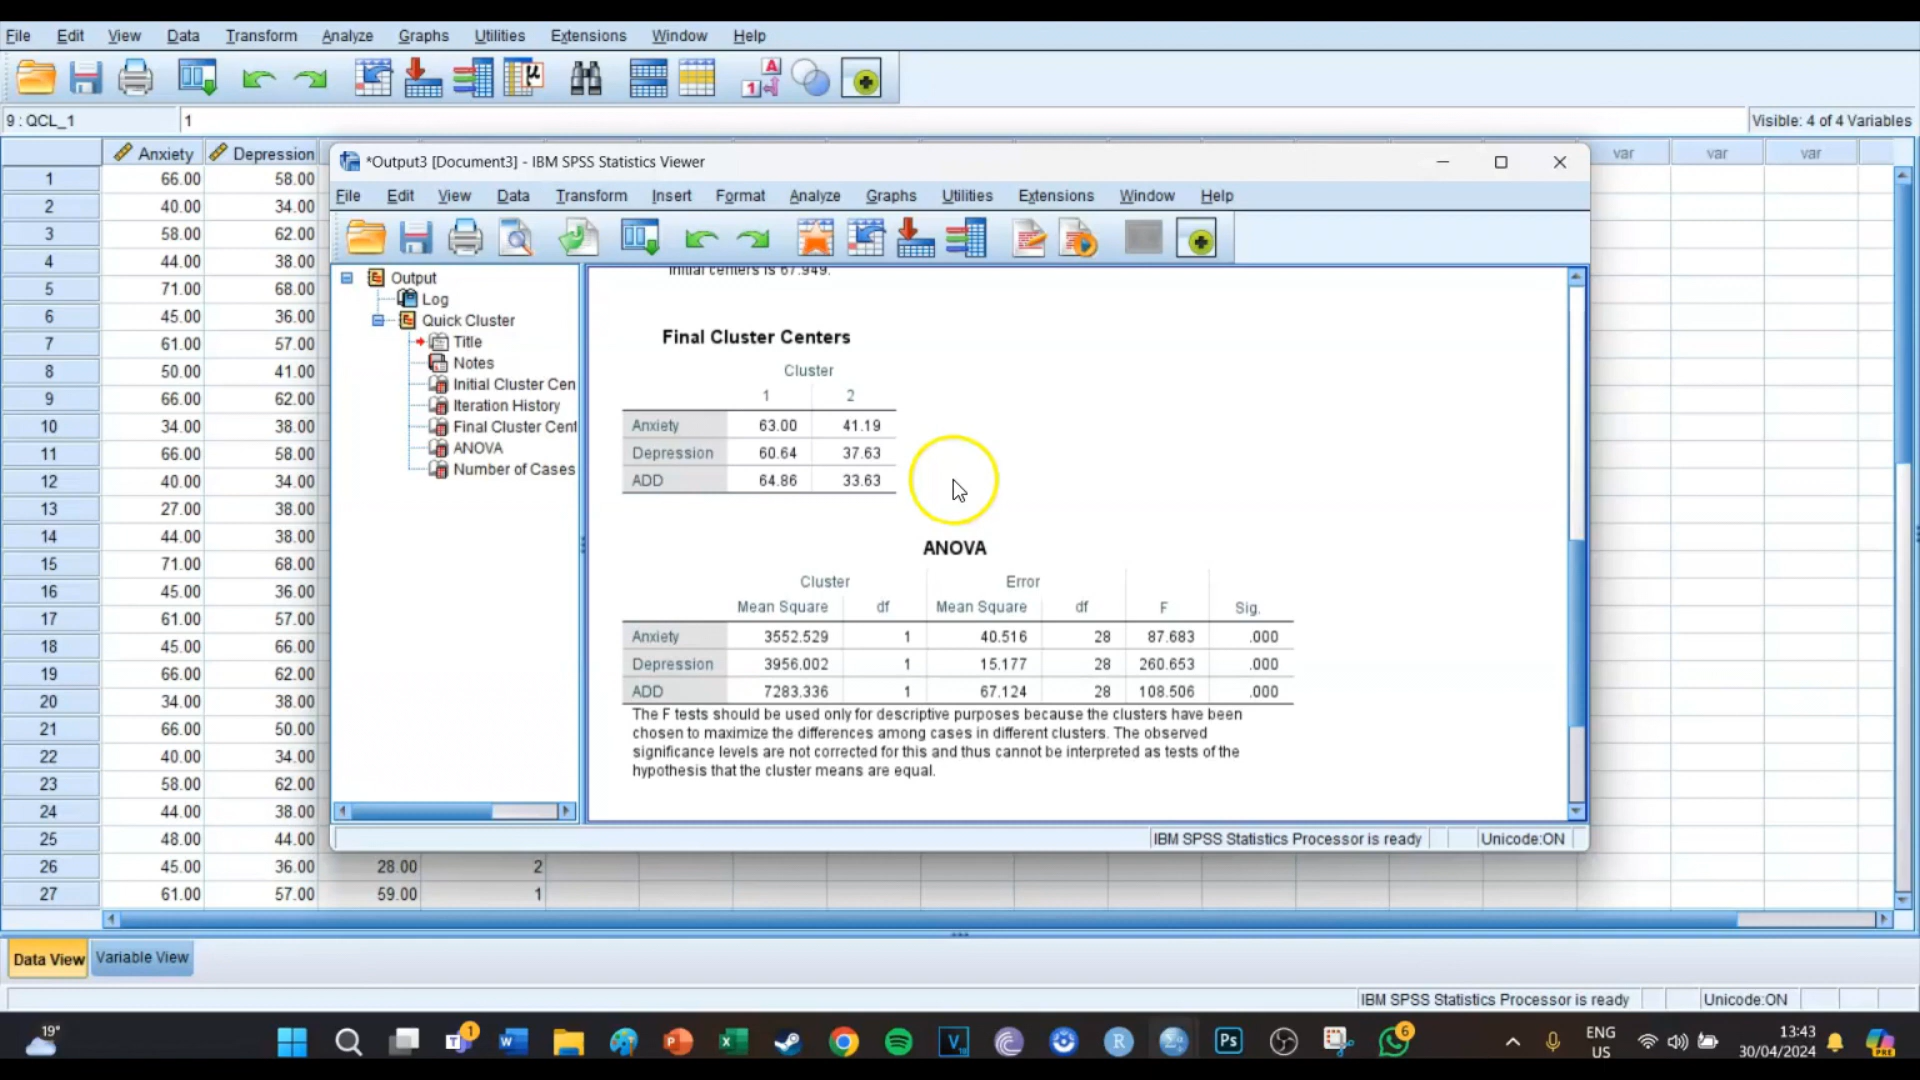 File Edit View Data Transform Analyze Graphs Utilities Extensions Window Help
9 : QCL_1 1 Visible: 4 of 4 Variables
Anxiety Depression var var var
1 66.00 58.00
2 40.00 34.00
3 58.00 62.00
4 44.00 38.00
5 71.00 68.00
6 45.00 36.00
7 61.00 57.00
8 50.00 41.00
9 66.00 62.00
10 34.00 38.00
11 66.00 58.00
12 40.00 34.00
13 27.00 38.00
14 44.00 38.00
15 71.00 68.00
16 45.00 36.00
17 61.00 57.00
18 45.00 66.00
19 66.00 62.00
20 34.00 38.00
21 66.00 50.00
22 40.00 34.00
23 58.00 62.00
24 44.00 38.00
25 48.00 44.00
26 45.00 36.00 28.00 2
27 61.00 57.00 59.00 1
*Output3 [Document3] - IBM SPSS Statistics Viewer
File Edit View Data Transform Insert Format Analyze Graphs Utilities Extensions Window Help
Output
Log
Quick Cluster
Title
Notes
Initial Cluster Cen
Iteration History
Final Cluster Cent
ANOVA
Number of Cases
initial centers is 67.949.
Final Cluster Centers
Cluster
1 2
Anxiety 63.00 41.19
Depression 60.64 37.63
ADD 64.86 33.63
ANOVA
Cluster Error
Mean Square df Mean Square df F Sig.
Anxiety 3552.529 1 40.516 28 87.683 .000
Depression 3956.002 1 15.177 28 260.653 .000
ADD 7283.336 1 67.124 28 108.506 .000
The F tests should be used only for descriptive purposes because the clusters have been
chosen to maximize the differences among cases in different clusters. The observed
significance levels are not corrected for this and thus cannot be interpreted as tests of the
hypothesis that the cluster means are equal.
IBM SPSS Statistics Processor is ready Unicode:ON
Data View Variable View
IBM SPSS Statistics Processor is ready Unicode:ON
19°
1
6
ENG
US
13:43
30/04/2024